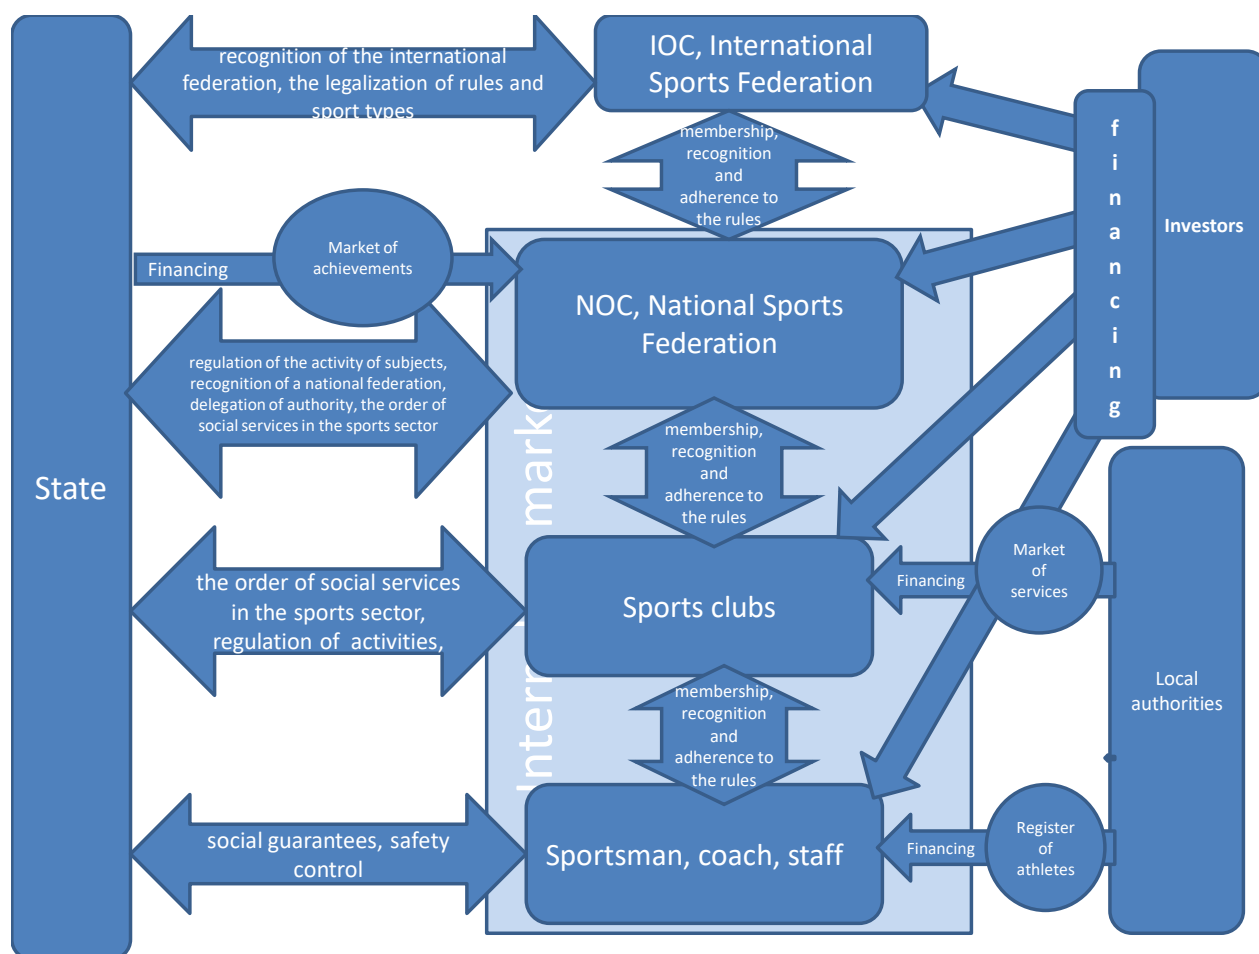 State
recognition of the international
federation, the legalization of rules and
sport types
IOC, International
Sports Federation
membership,
recognition
and
adherence to
the rules
financing
Investors
Financing
Market of
achievements
NOC, National Sports
Federation
regulation of the activity of subjects,
recognition of a national federation,
delegation of authority, the order of
social services in the sports sector
membership,
recognition
and
adherence to
the rules
the order of social services
in the sports sector,
regulation of activities,
Sports clubs
Financing
Market
of
services
Local
authorities
membership,
recognition
and
adherence to
the rules
social guarantees, safety
control
Sportsman, coach, staff
Financing
Register
of
athletes